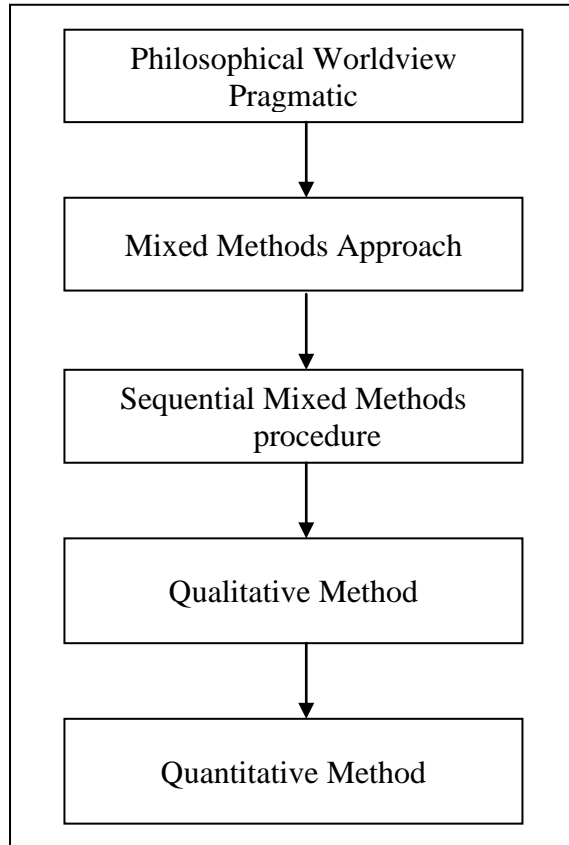 Philosophical Worldview
Pragmatic
Mixed Methods Approach
Sequential Mixed Methods
procedure
Qualitative Method
Quantitative Method